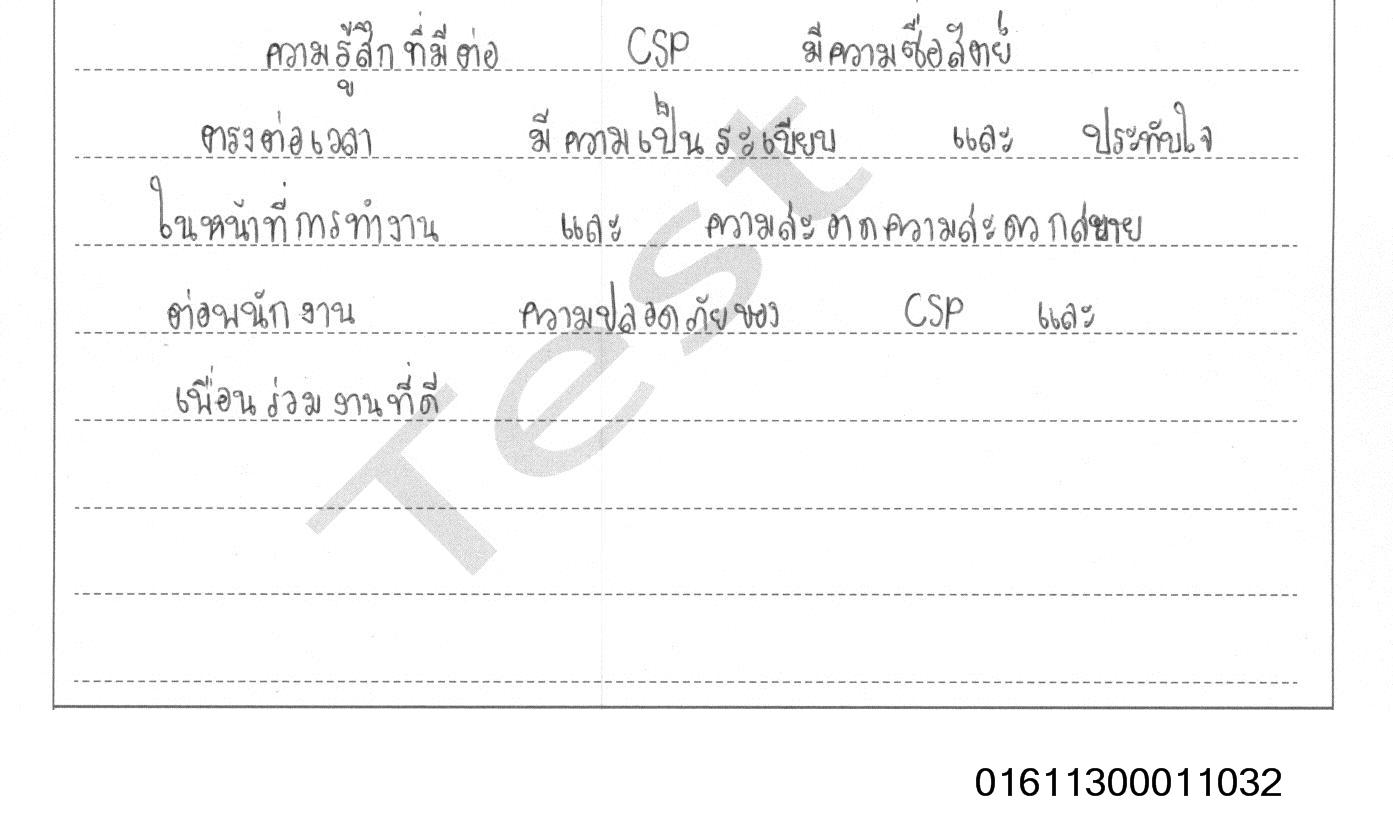 ความรู้สึกที่มีต่อ CSP มีความซื่อสัตย์
ตรงต่อเวลา มีความเป็นระเบียบ และ ประทับใจ
ในหน้าที่การทำงาน และ ความสะอาดความสะดวกสบาย
ต่อพนักงาน ความปลอดภัยของ CSP และ
เพื่อนร่วมงานที่ดี
Test
01611300011032